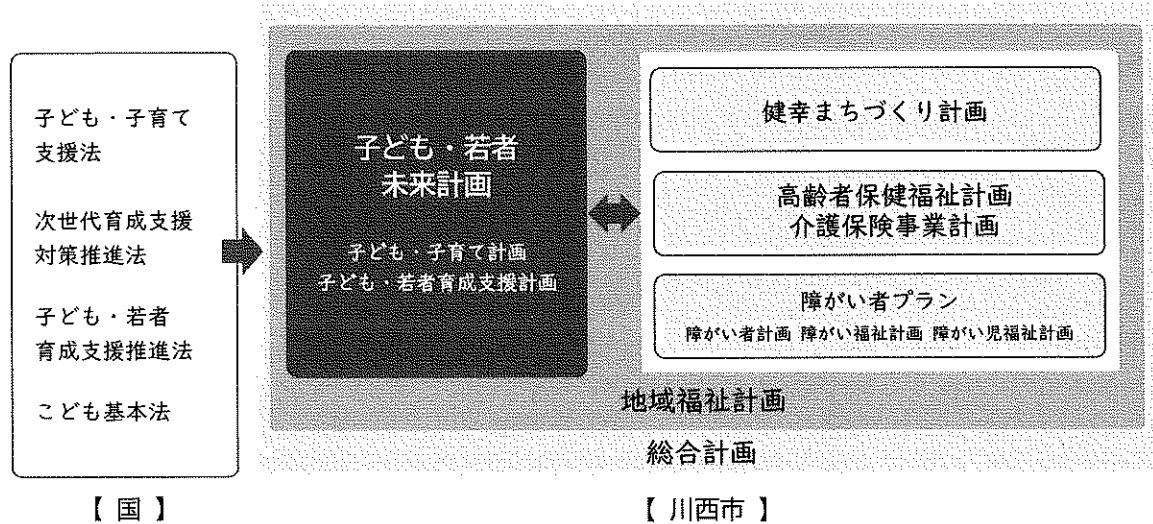 子ども・子育て
支援法
次世代育成支援
対策推進法
子ども・若者
育成支援推進法
こども基本法
【 国 】
子ども・若者
未来計画
子ども・子育て計画
子ども・若者育成支援計画
健幸まちづくり計画
高齢者保健福祉計画
介護保険事業計画
障がい者プラン
障がい者計画 障がい福祉計画 障がい児福祉計画
地域福祉計画
総合計画
【 川西市 】